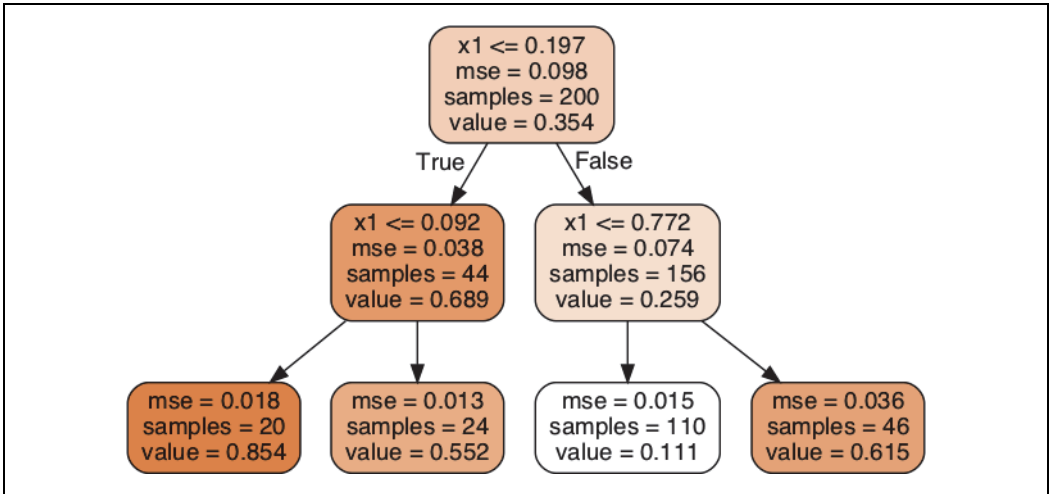 x1 <= 0.197
mse = 0.098
samples = 200
value = 0.354
True
False
x1 <= 0.092
mse = 0.038
samples = 44
value = 0.689
x1 <= 0.772
mse = 0.074
samples = 156
value = 0.259
mse = 0.018
samples = 20
value = 0.854
mse = 0.013
samples = 24
value = 0.552
mse = 0.015
samples = 110
value = 0.111
mse = 0.036
samples = 46
value = 0.615